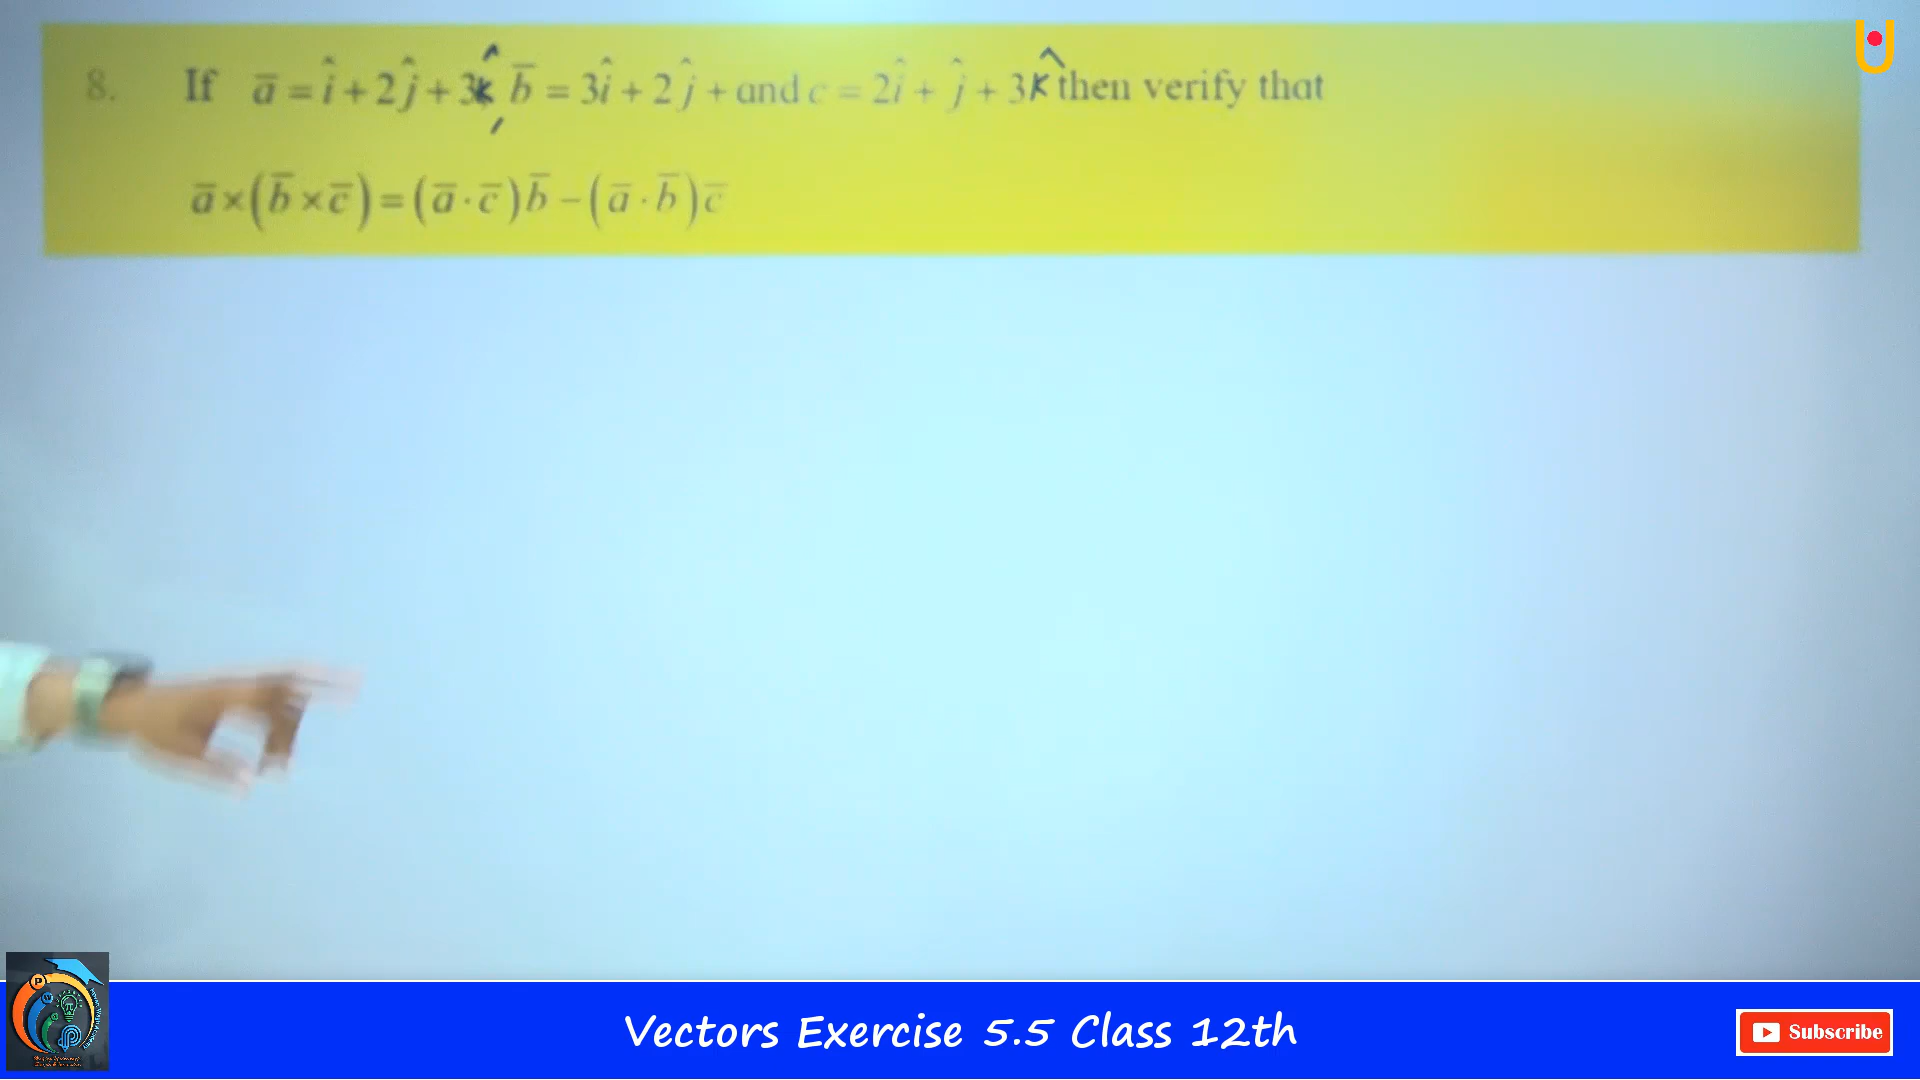 8. If a̅ = î + 2ĵ + 3k̂, b̅ = 3î + 2ĵ + and c = 2î + ĵ + 3k̂ then verify that
a̅ × (b̅ × c̅) = (a̅ · c̅) b̅ − (a̅ · b̅) c̅
Vectors Exercise 5.5 Class 12th
Subscribe